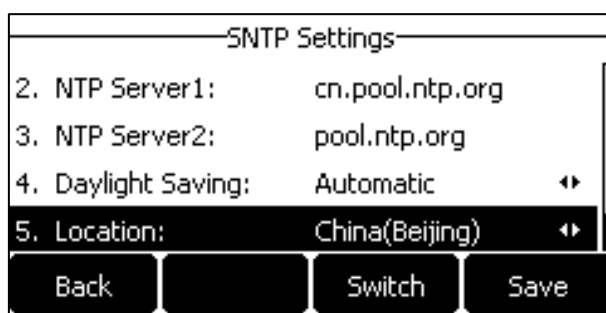 SNTP Settings
2. NTP Server1: cn.pool.ntp.org
3. NTP Server2: pool.ntp.org
4. Daylight Saving: Automatic
5. Location: China(Beijing)
Back Switch Save